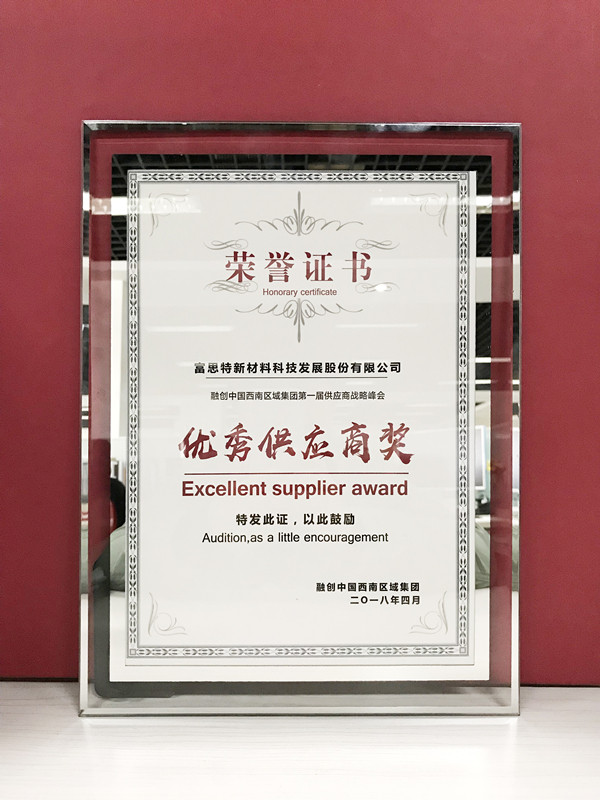 荣誉证书
Honorary certificate
富思特新材料科技发展股份有限公司
融创中国西南区域集团第一届供应商战略峰会
优秀供应商奖
Excellent supplier award
特发此证，以此鼓励
Audition,as a little encouragement
融创中国西南区域集团
二〇一八年四月